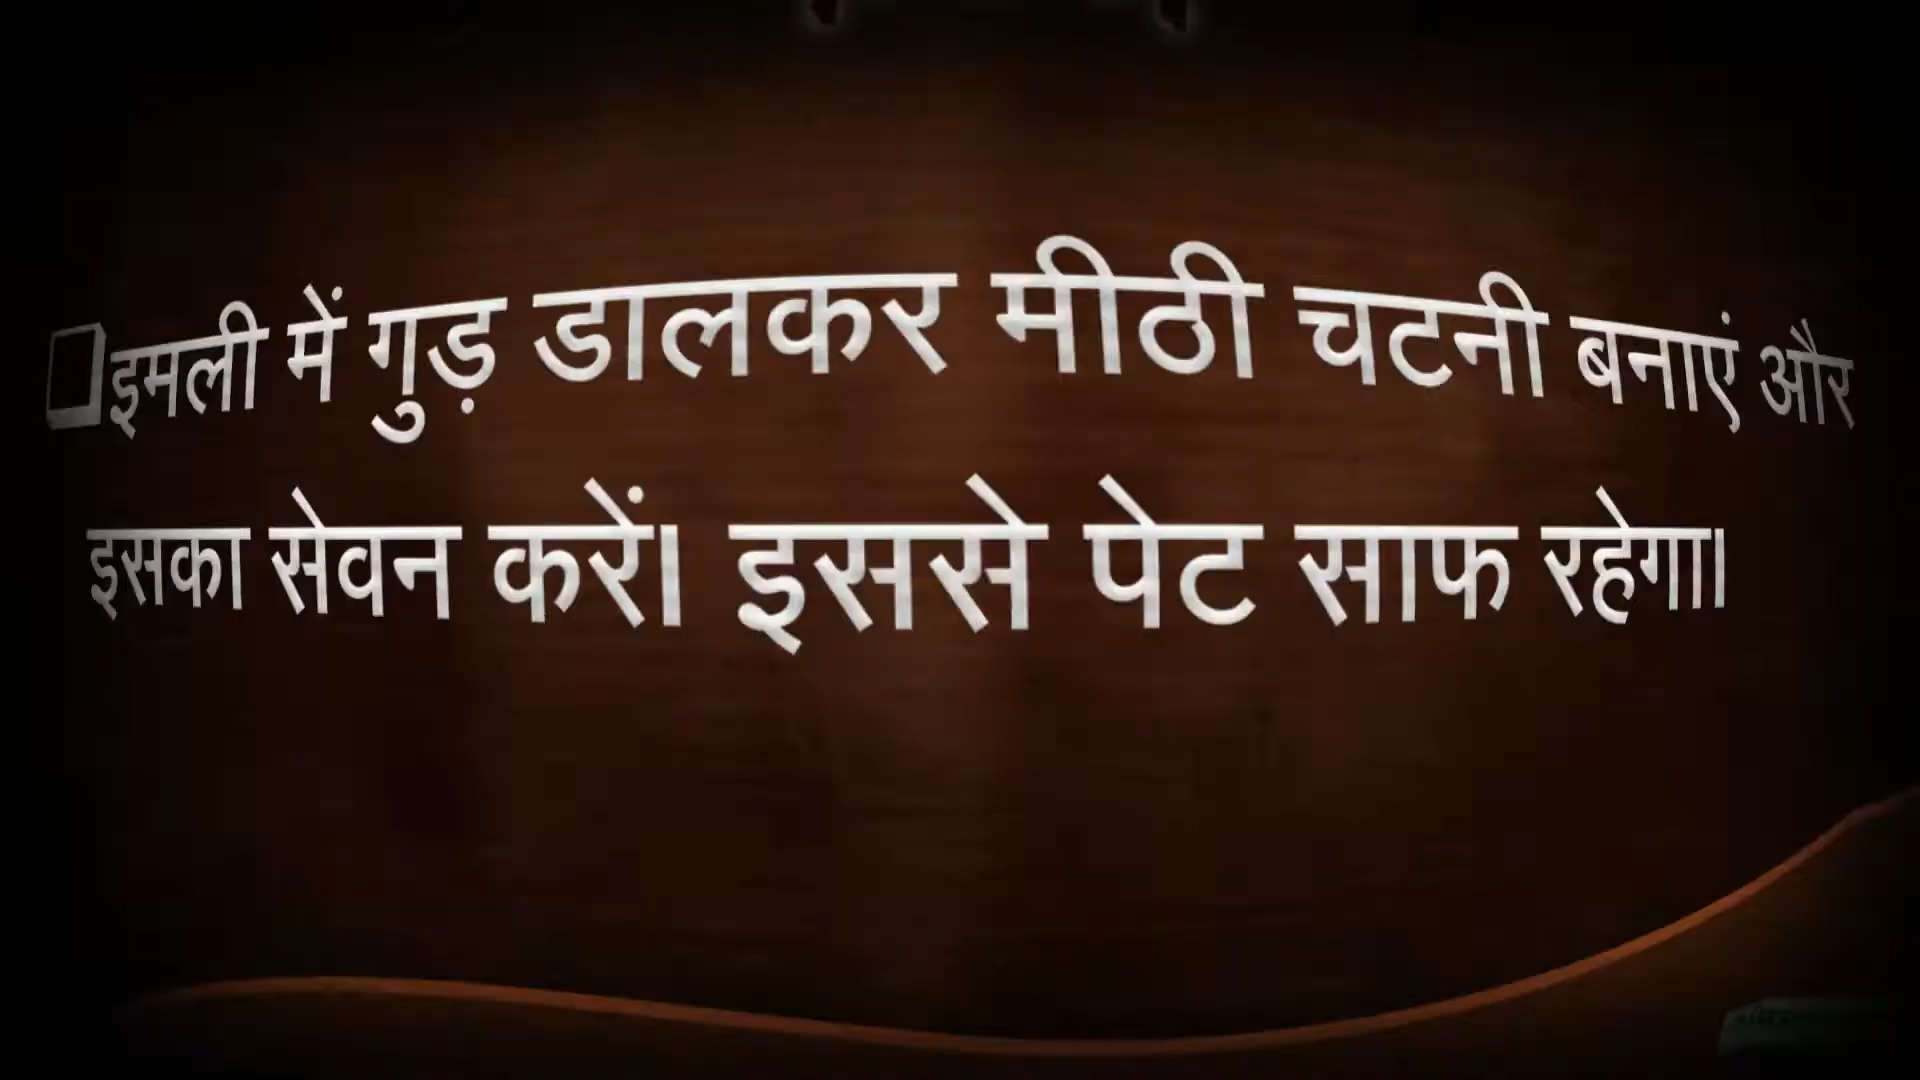 ❑इमली में गुड़ डालकर मीठी चटनी बनाएं और
इसका सेवन करें। इससे पेट साफ रहेगा।